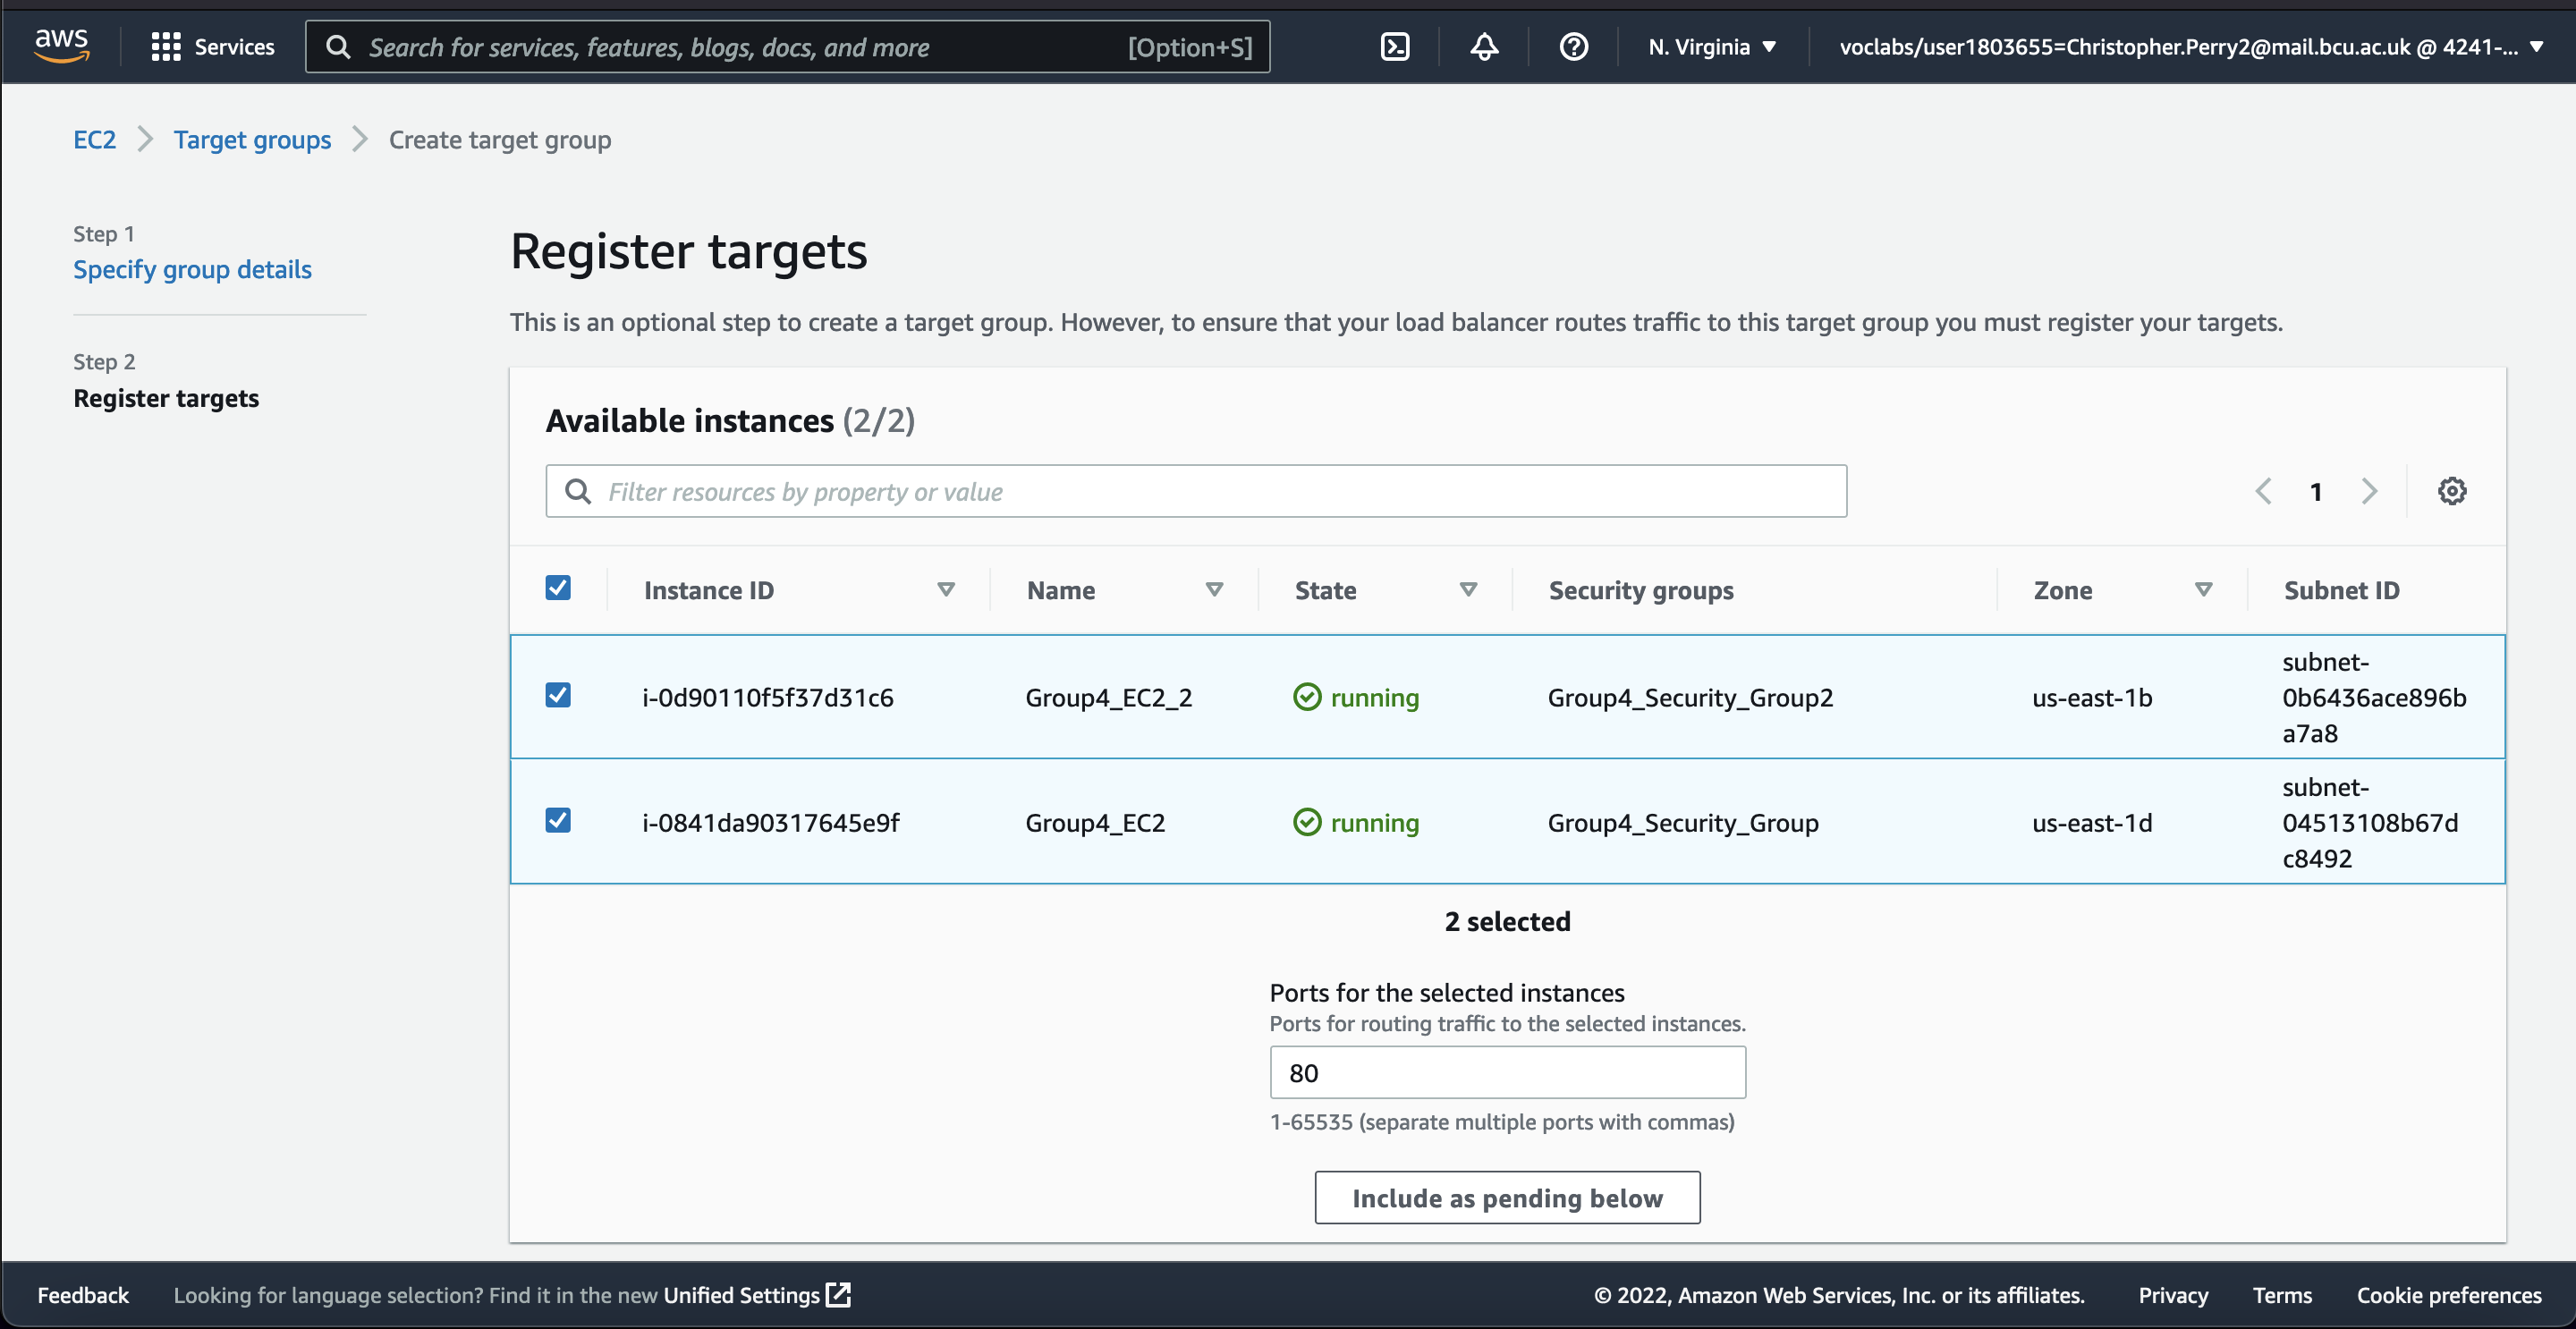 aws
Services
Search for services, features, blogs, docs, and more
[Option+S]
N. Virginia
voclabs/user1803655=Christopher.Perry2@mail.bcu.ac.uk @ 4241-...
EC2
Target groups
Create target group
Step 1
Specify group details
Step 2
Register targets
Register targets
This is an optional step to create a target group. However, to ensure that your load balancer routes traffic to this target group you must register your targets.
Available instances (2/2)
Filter resources by property or value
1
Instance ID
Name
State
Security groups
Zone
Subnet ID
i-0d90110f5f37d31c6
Group4_EC2_2
running
Group4_Security_Group2
us-east-1b
subnet-
0b6436ace896b
a7a8
i-0841da90317645e9f
Group4_EC2
running
Group4_Security_Group
us-east-1d
subnet-
04513108b67d
c8492
2 selected
Ports for the selected instances
Ports for routing traffic to the selected instances.
80
1-65535 (separate multiple ports with commas)
Include as pending below
Feedback
Looking for language selection? Find it in the new Unified Settings
© 2022, Amazon Web Services, Inc. or its affiliates.
Privacy
Terms
Cookie preferences